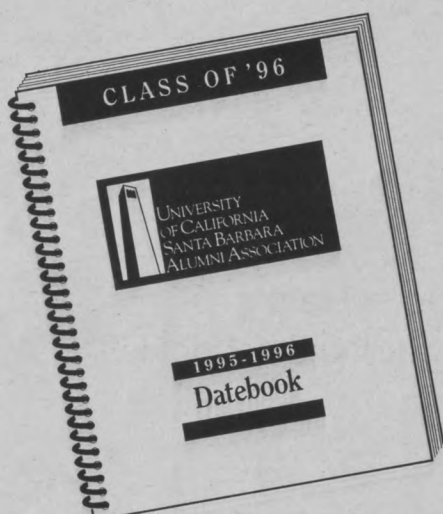 CLASS OF '96
UNIVERSITY
OF CALIFORNIA
SANTA BARBARA
ALUMNI ASSOCIATION
1995-1996
Datebook